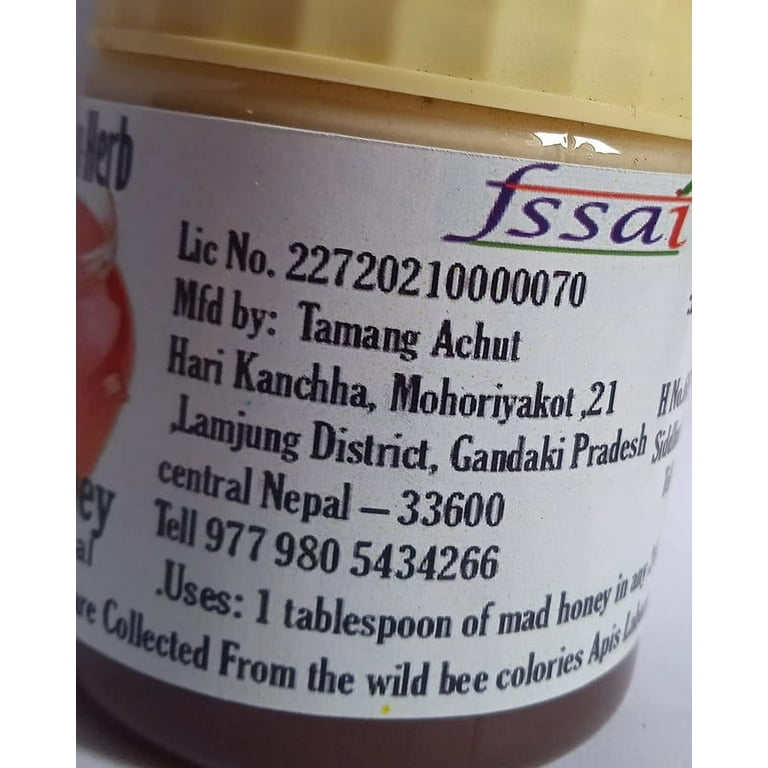 Herb
fssai
Lic No. 22720210000070
Mfd by: Tamang Achut
Hari Kanchha, Mohoriyakot ,21
,Lamjung District, Gandaki Pradesh
central Nepal – 33600
Tell 977 980 5434266
.Uses: 1 tablespoon of mad honey in any
Collected From the wild bee colories Apis
H No.